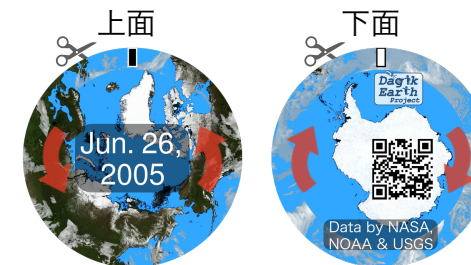 上面
下面
Jun. 26,
2005
Dagik
Earth
Project
Data by NASA,
NOAA & USGS